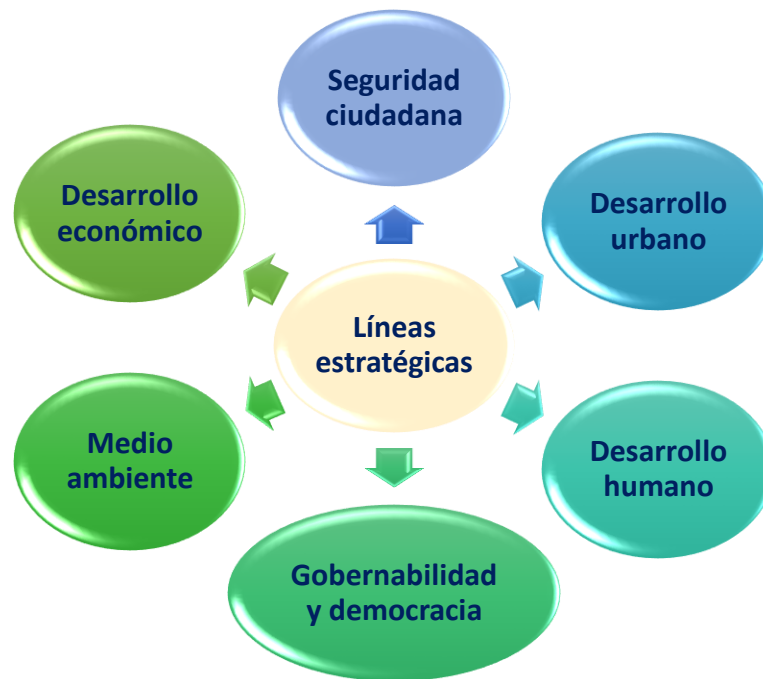 Seguridad
ciudadana
Desarrollo
económico
Desarrollo
urbano
Líneas
estratégicas
Medio
ambiente
Desarrollo
humano
Gobernabilidad
y democracia